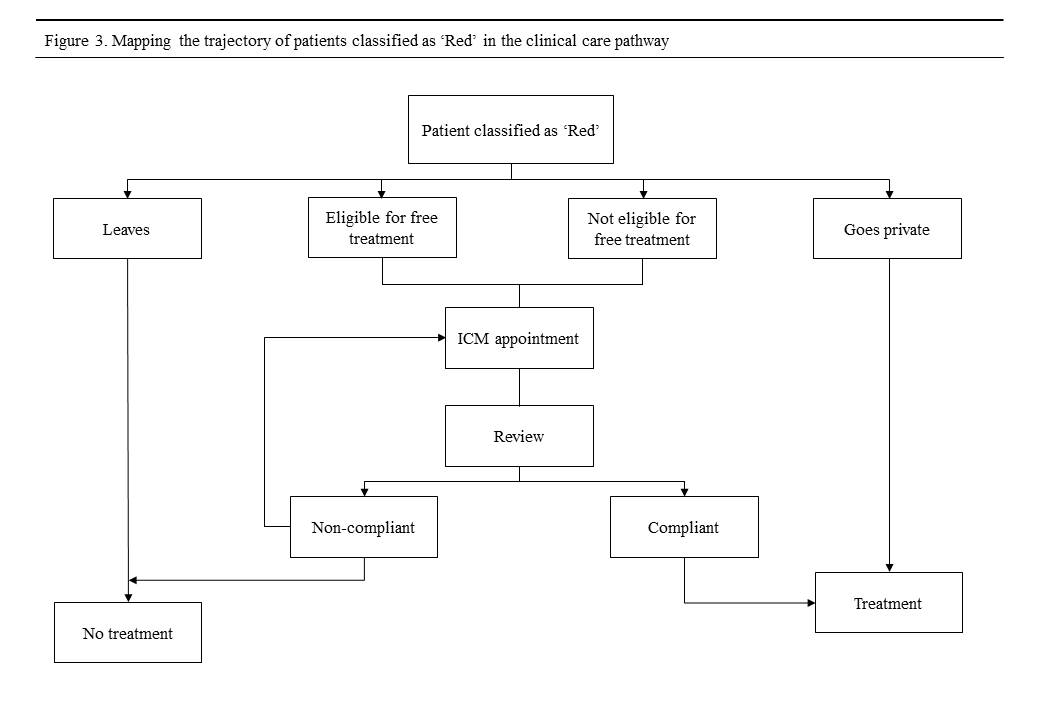 Figure 3. Mapping the trajectory of patients classified as ‘Red’ in the clinical care pathway
Patient classified as ‘Red’
Leaves
Eligible for free
treatment
Not eligible for
free treatment
Goes private
ICM appointment
Review
Non-compliant
Compliant
Treatment
No treatment